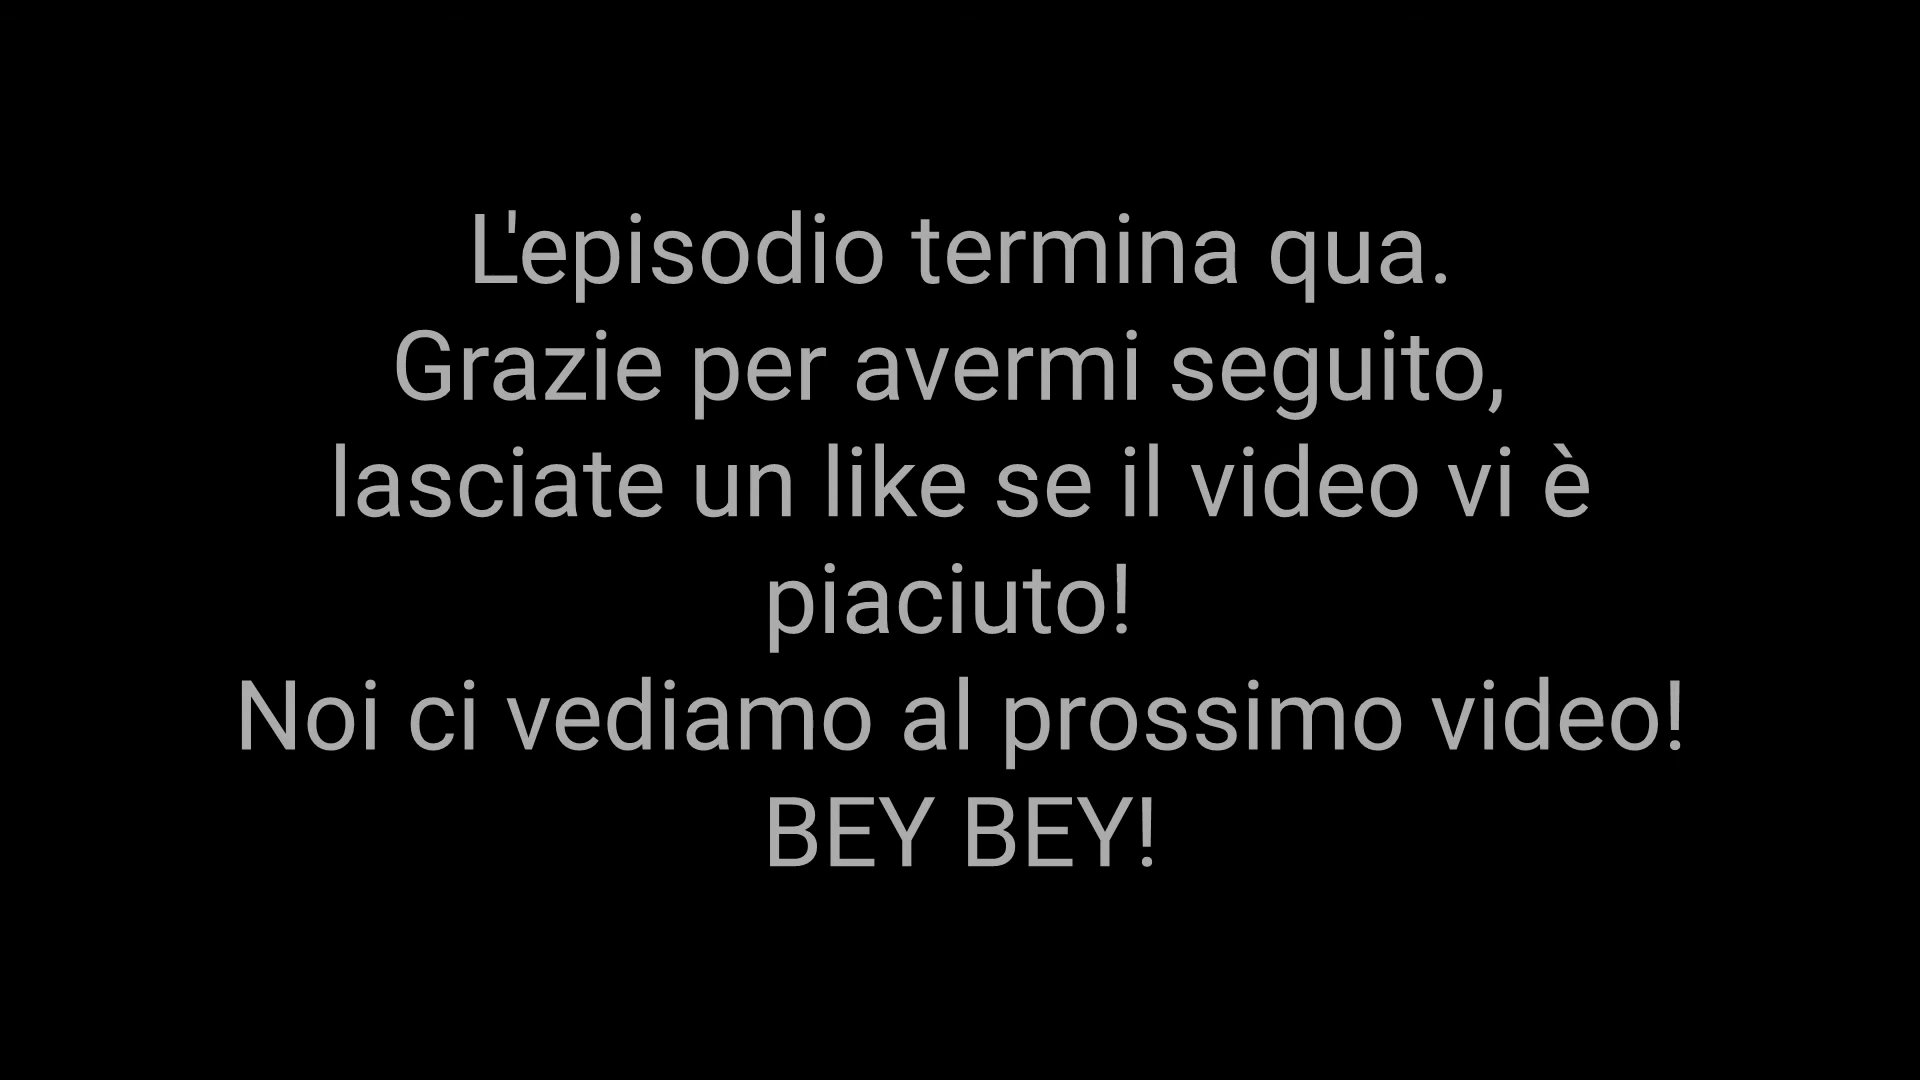 L'episodio termina qua.
Grazie per avermi seguito,
lasciate un like se il video vi è
piaciuto!
Noi ci vediamo al prossimo video!
BEY BEY!